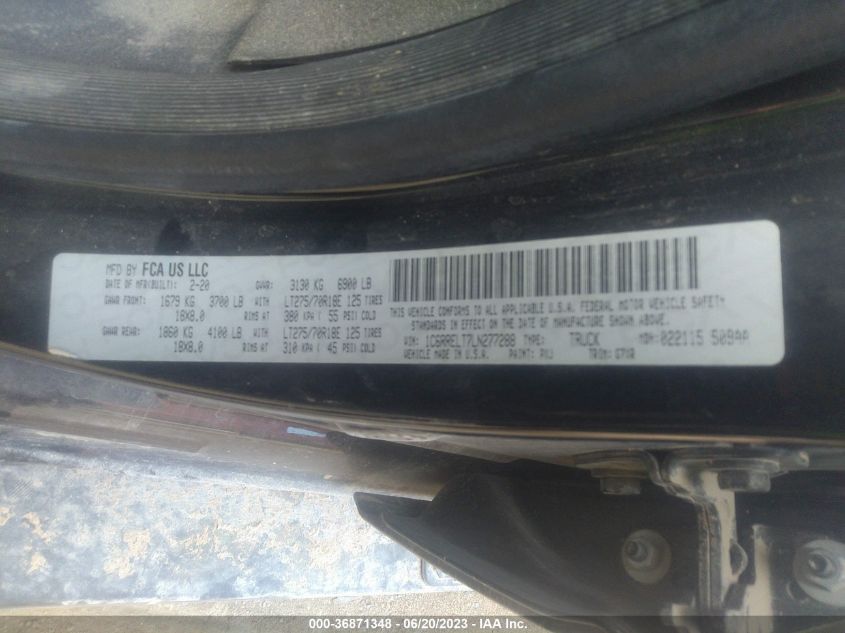 MFD BY FCA US LLC
DATE OF MFR(BUILT): 2-20 GVWR: 3130 KG 6900 LB
GAWR FRONT: 1679 KG 3700 LB WITH LT275/70R18E 125 TIRES
18X8.0 RIMS AT 380 KPA ( 55 PSI) COLD
GAWR REAR: 1860 KG 4100 LB WITH LT275/70R18E 125 TIRES
18X8.0 RIMS AT 310 KPA ( 45 PSI) COLD
THIS VEHICLE CONFORMS TO ALL APPLICABLE U.S.A. FEDERAL MOTOR VEHICLE SAFETY
STANDARDS IN EFFECT ON THE DATE OF MANUFACTURE SHOWN ABOVE.
VIN: 1C6RRELT7LN277288 TYPE: TRUCK MDH: 022115 509AA
VEHICLE MADE IN U.S.A. PAINT: PXJ TRIM:
000-36871348 - 06/20/2023 - IAA Inc.